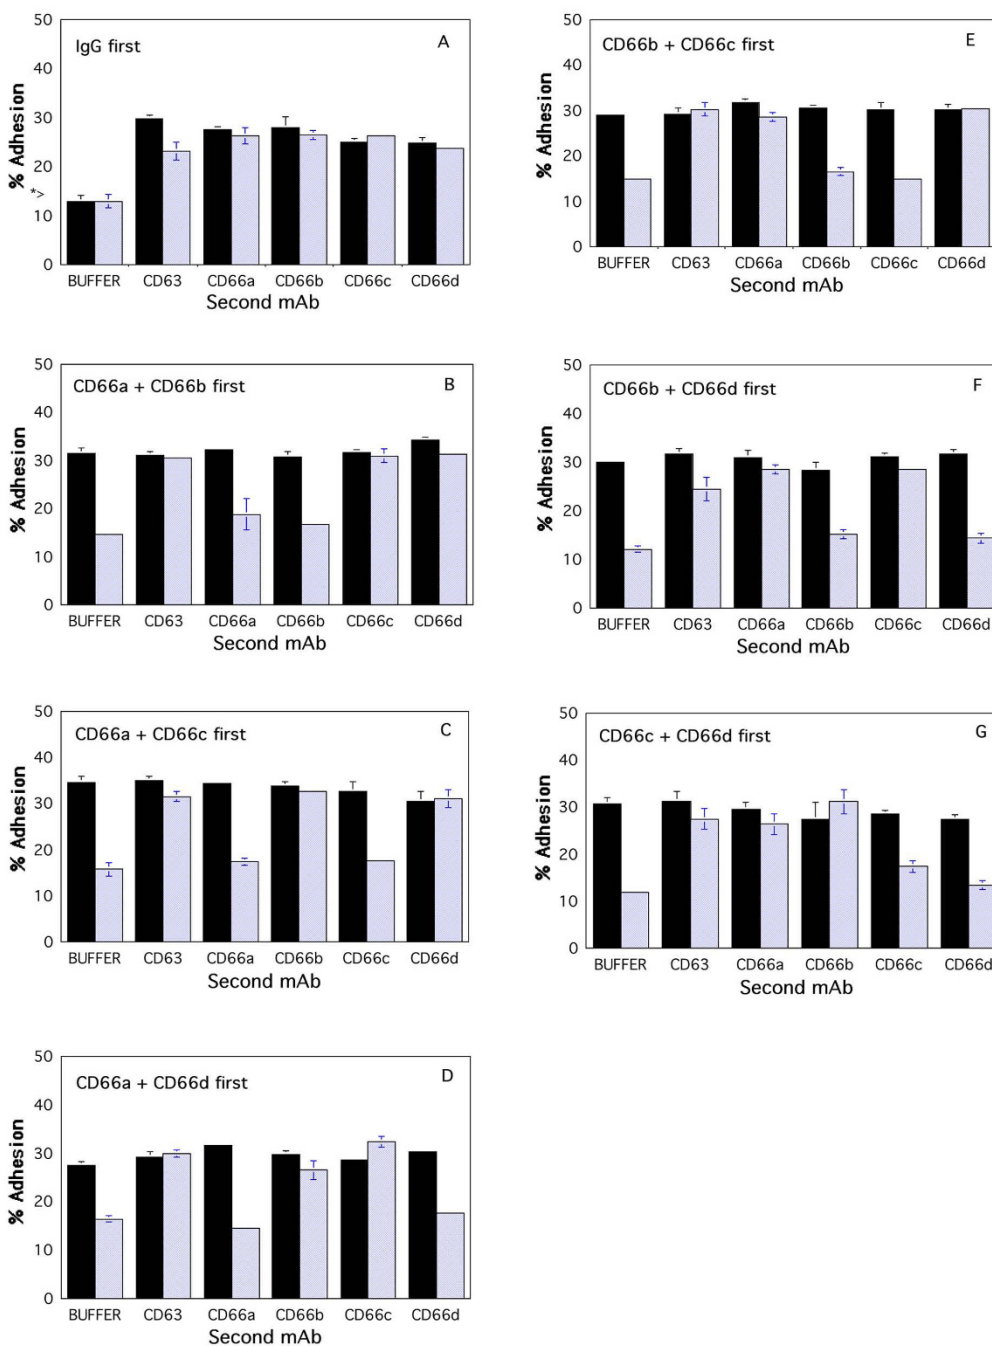 50
IgG first
A
40
30
% Adhesion
20
*>
10
0
BUFFER CD63 CD66a CD66b CD66c CD66d
Second mAb
50
CD66a + CD66b first
B
40
30
% Adhesion
20
10
0
BUFFER CD63 CD66a CD66b CD66c CD66d
Second mAb
50
CD66a + CD66c first
C
40
30
% Adhesion
20
10
0
BUFFER CD63 CD66a CD66b CD66c CD66d
Second mAb
50
CD66a + CD66d first
D
40
30
% Adhesion
20
10
0
BUFFER CD63 CD66a CD66b CD66c CD66d
Second mAb
50
CD66b + CD66c first
E
40
30
% Adhesion
20
10
0
BUFFER CD63 CD66a CD66b CD66c CD66d
Second mAb
50
CD66b + CD66d first
F
40
30
% Adhesion
20
10
0
BUFFER CD63 CD66a CD66b CD66c CD66d
Second mAb
50
CD66c + CD66d first
G
40
30
% Adhesion
20
10
0
BUFFER CD63 CD66a CD66b CD66c CD66d
Second mAb